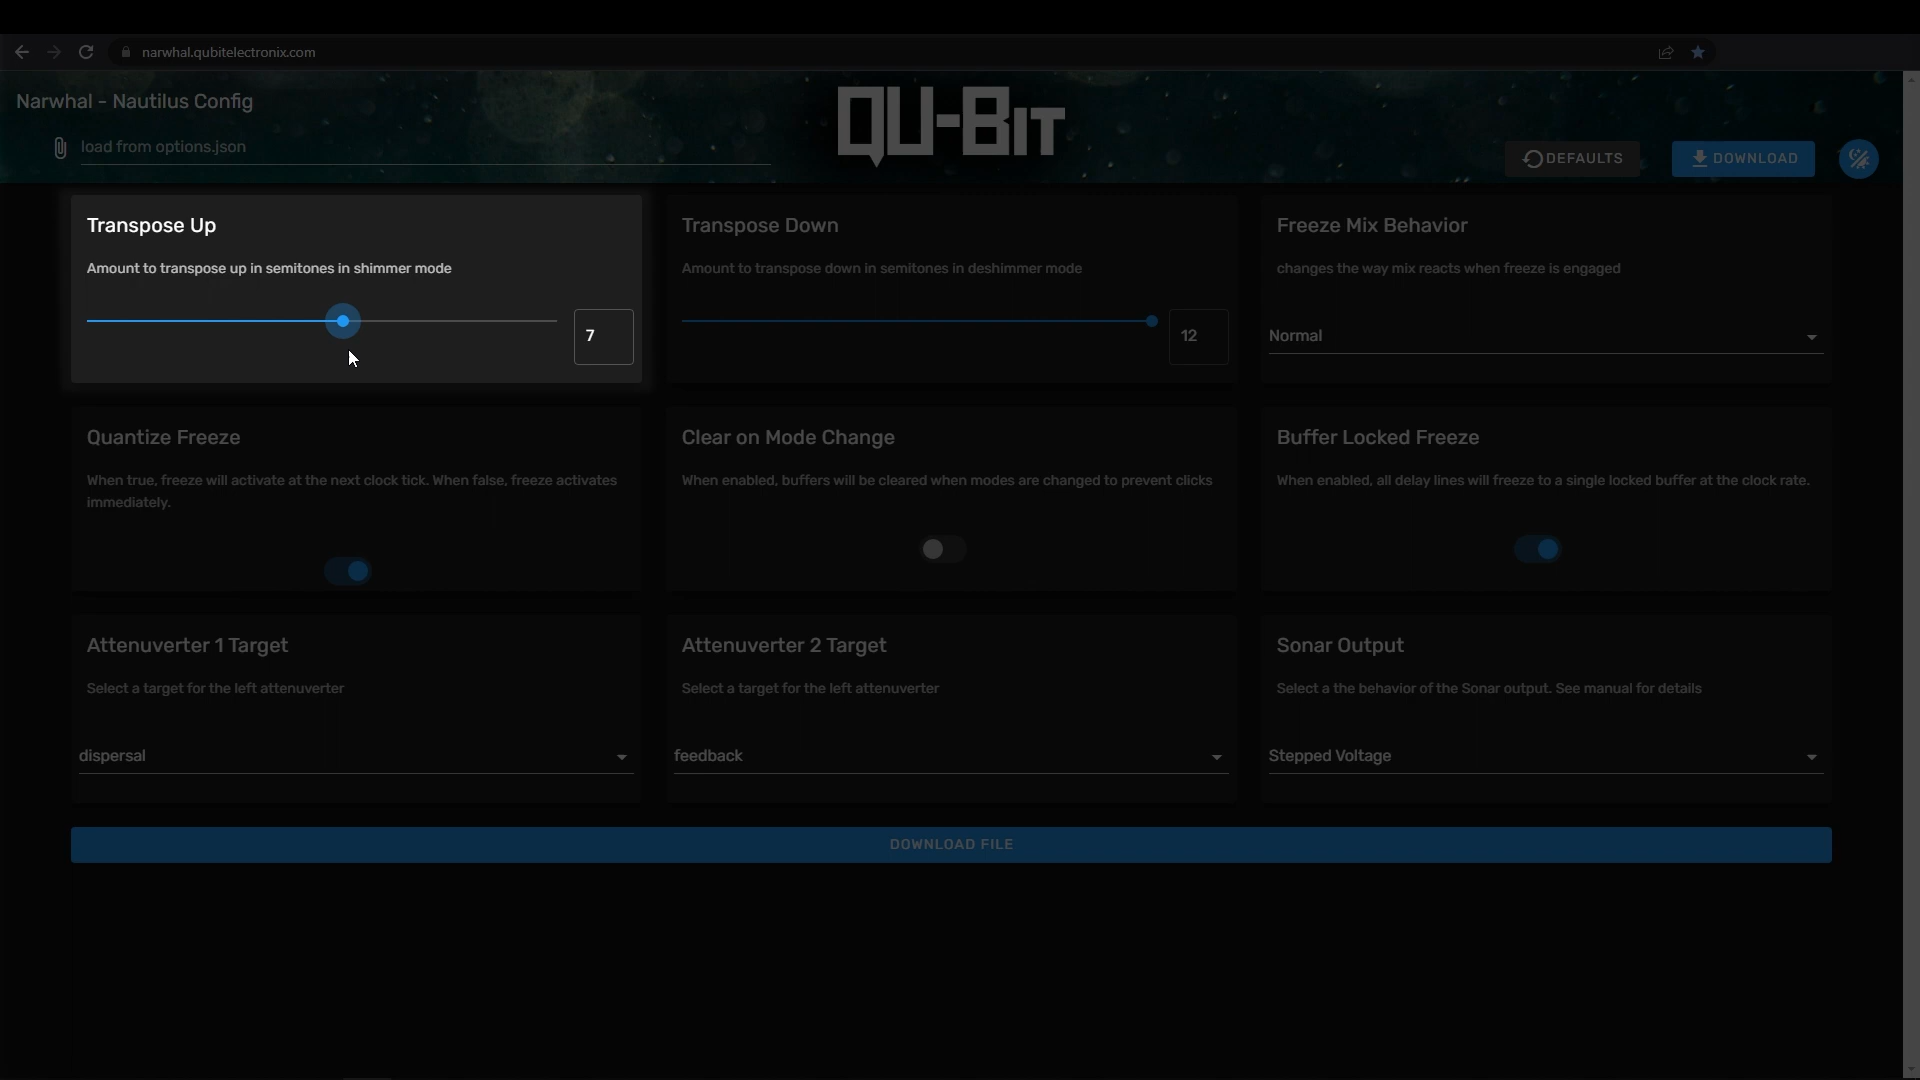 narwhal.qubitelectronix.com
Narwhal - Nautilus Config
QU-BIT
load from options.json
DEFAULTS
DOWNLOAD
Transpose Up
Amount to transpose up in semitones in shimmer mode
7
Transpose Down
Amount to transpose down in semitones in deshimmer mode
12
Freeze Mix Behavior
changes the way mix reacts when freeze is engaged
Normal
Quantize Freeze
When true, freeze will activate at the next clock tick. When false, freeze activates
immediately.
Clear on Mode Change
When enabled, buffers will be cleared when modes are changed to prevent clicks
Buffer Locked Freeze
When enabled, all delay lines will freeze to a single locked buffer at the clock rate.
Attenuverter 1 Target
Select a target for the left attenuverter
dispersal
Attenuverter 2 Target
Select a target for the left attenuverter
feedback
Sonar Output
Select a the behavior of the Sonar output. See manual for details
Stepped Voltage
DOWNLOAD FILE